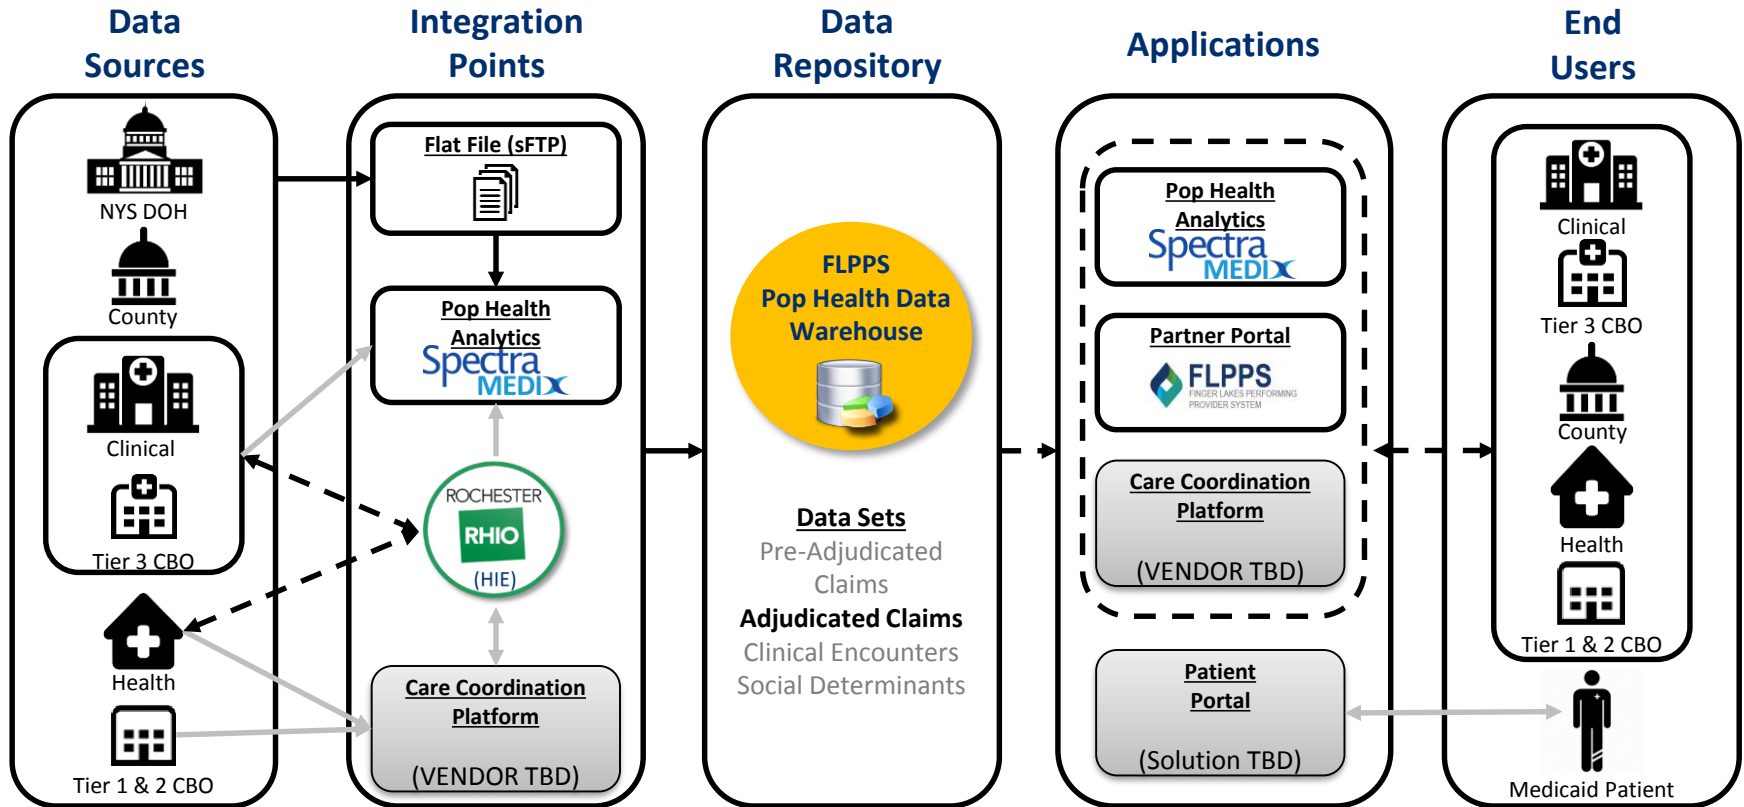 Data
Sources
Integration
Points
Data
Repository
Applications
End
Users
NYS DOH
County
Clinical
Tier 3 CBO
Health
Tier 1 & 2 CBO
Flat File (sFTP)
Pop Health
Analytics
Spectra
MEDIX
ROCHESTER
RHIO
(HIE)
Care Coordination
Platform
(VENDOR TBD)
FLPPS
Pop Health Data
Warehouse
Data Sets
Pre-Adjudicated
Claims
Adjudicated Claims
Clinical Encounters
Social Determinants
Pop Health
Analytics
Spectra
MEDIX
Partner Portal
FLPPS
FINGER LAKES PERFORMING
PROVIDER SYSTEM
Care Coordination
Platform
(VENDOR TBD)
Patient
Portal
(Solution TBD)
Clinical
Tier 3 CBO
County
Health
Tier 1 & 2 CBO
Medicaid Patient